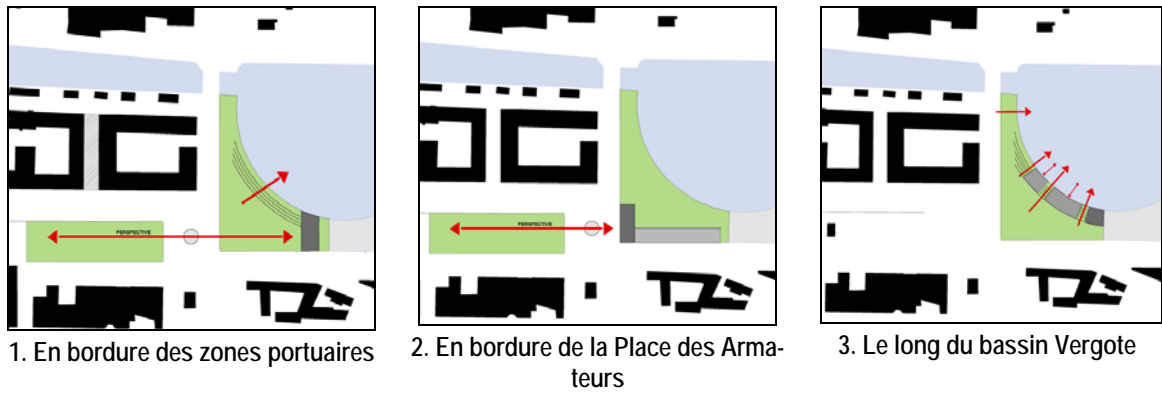 PERSPECTIVE
PERSPECTIVE
1. En bordure des zones portuaires
2. En bordure de la Place des Arma-
teurs
3. Le long du bassin Vergote